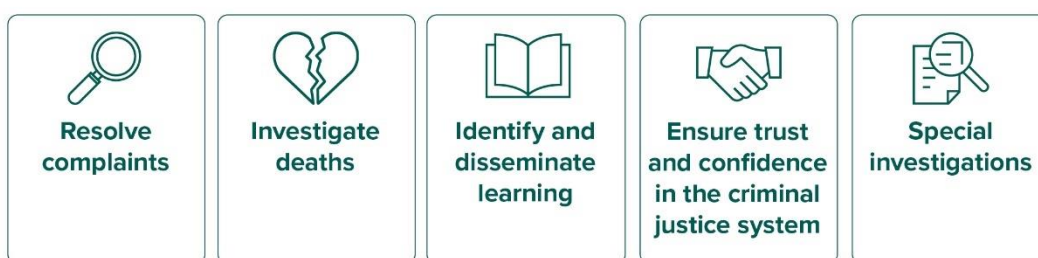 Resolve
complaints
Investigate
deaths
Identify and
disseminate
learning
Ensure trust
and confidence
in the criminal
justice system
Special
investigations